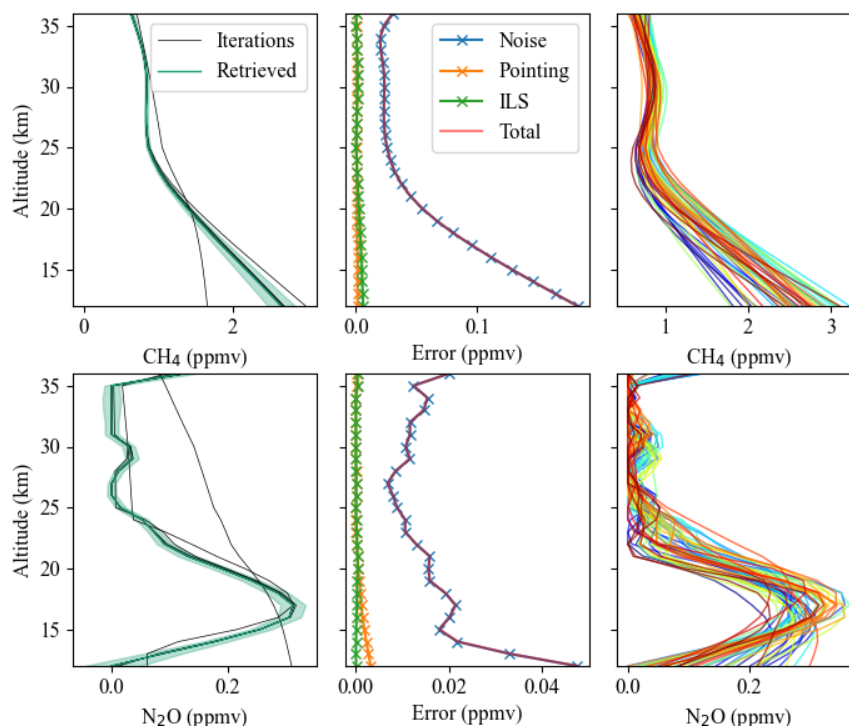 35
30
25
20
15
Altitude (km)
Iterations
Retrieved
0
2
CH₄ (ppmv)
Noise
Pointing
ILS
Total
0.0
0.1
Error (ppmv)
1
2
3
CH₄ (ppmv)
35
30
25
20
15
Altitude (km)
0.0
0.2
N₂O (ppmv)
0.00
0.02
0.04
Error (ppmv)
0.0
0.2
N₂O (ppmv)